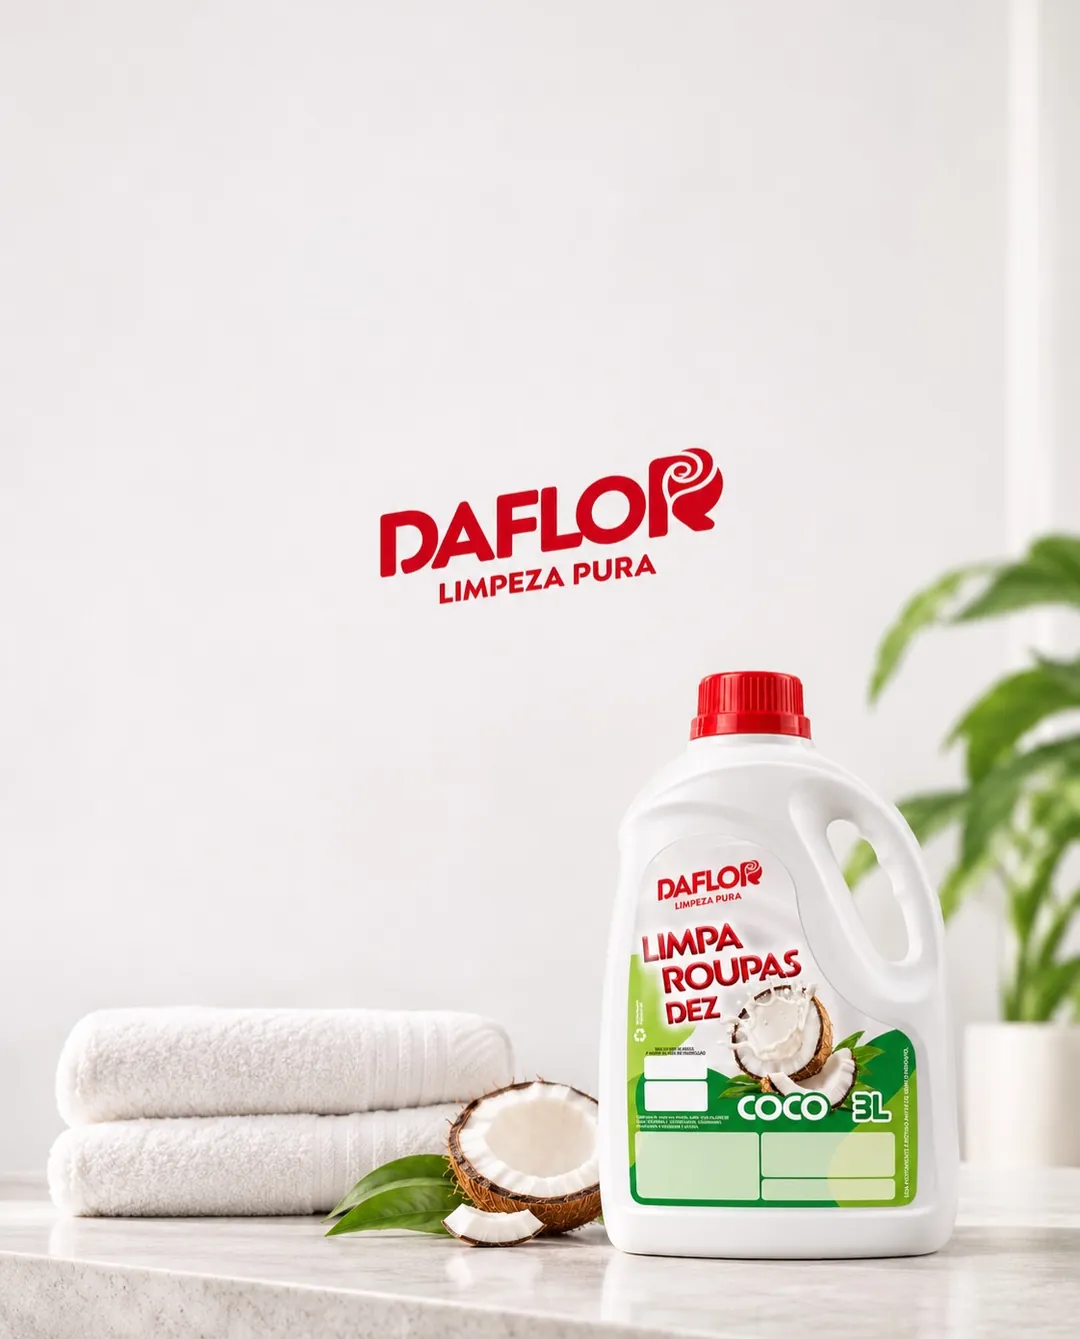 DAFLOR
LIMPEZA PURA
DAFLOR
LIMPEZA PURA
LIMPA
ROUPAS
DEZ
COCO 3L